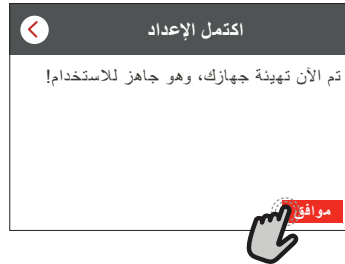 اكتمل الإعداد
تم الآن تهيئة جهازك، وهو جاهز للاستخدام!
موافق